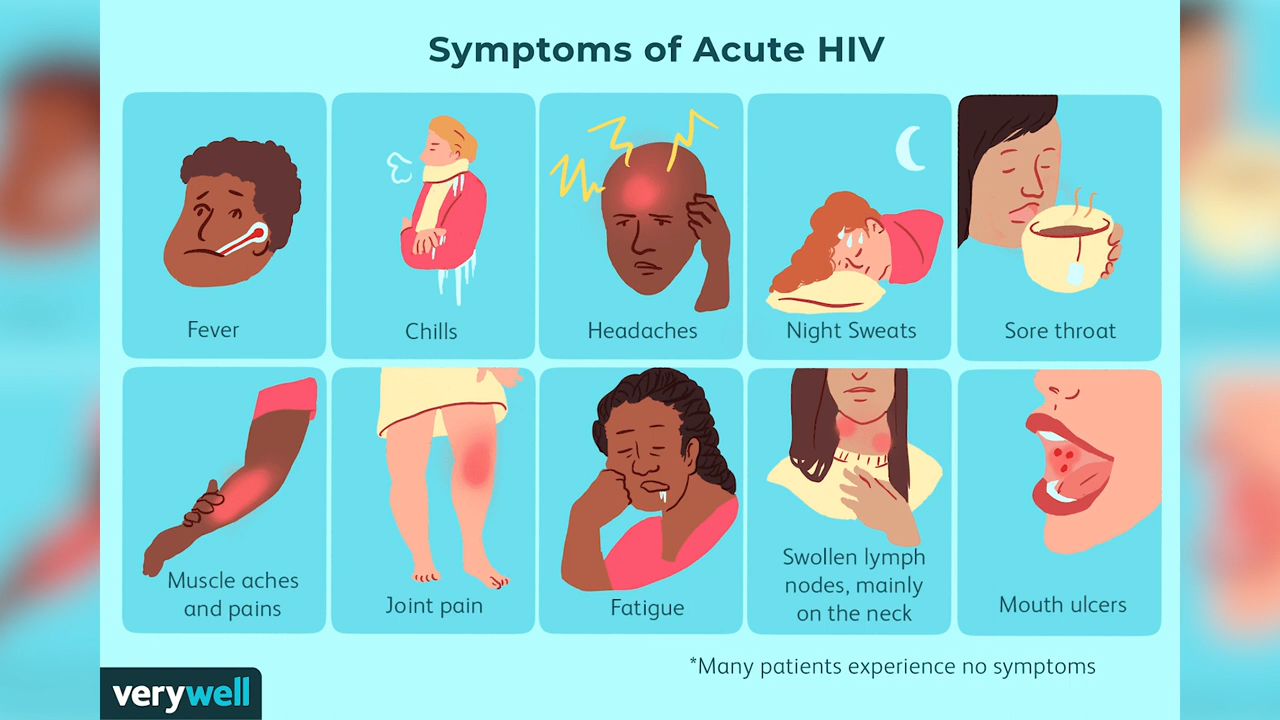 Symptoms of Acute HIV
Fever
Chills
Headaches
Night Sweats
Sore throat
Muscle aches
and pains
Joint pain
Fatigue
Swollen lymph
nodes, mainly
on the neck
Mouth ulcers
*Many patients experience no symptoms
verywell